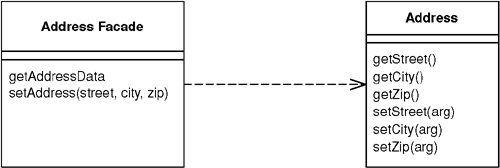 Address Facade
getAddressData
setAddress(street, city, zip)
Address
getStreet()
getCity()
getZip()
setStreet(arg)
setCity(arg)
setZip(arg)